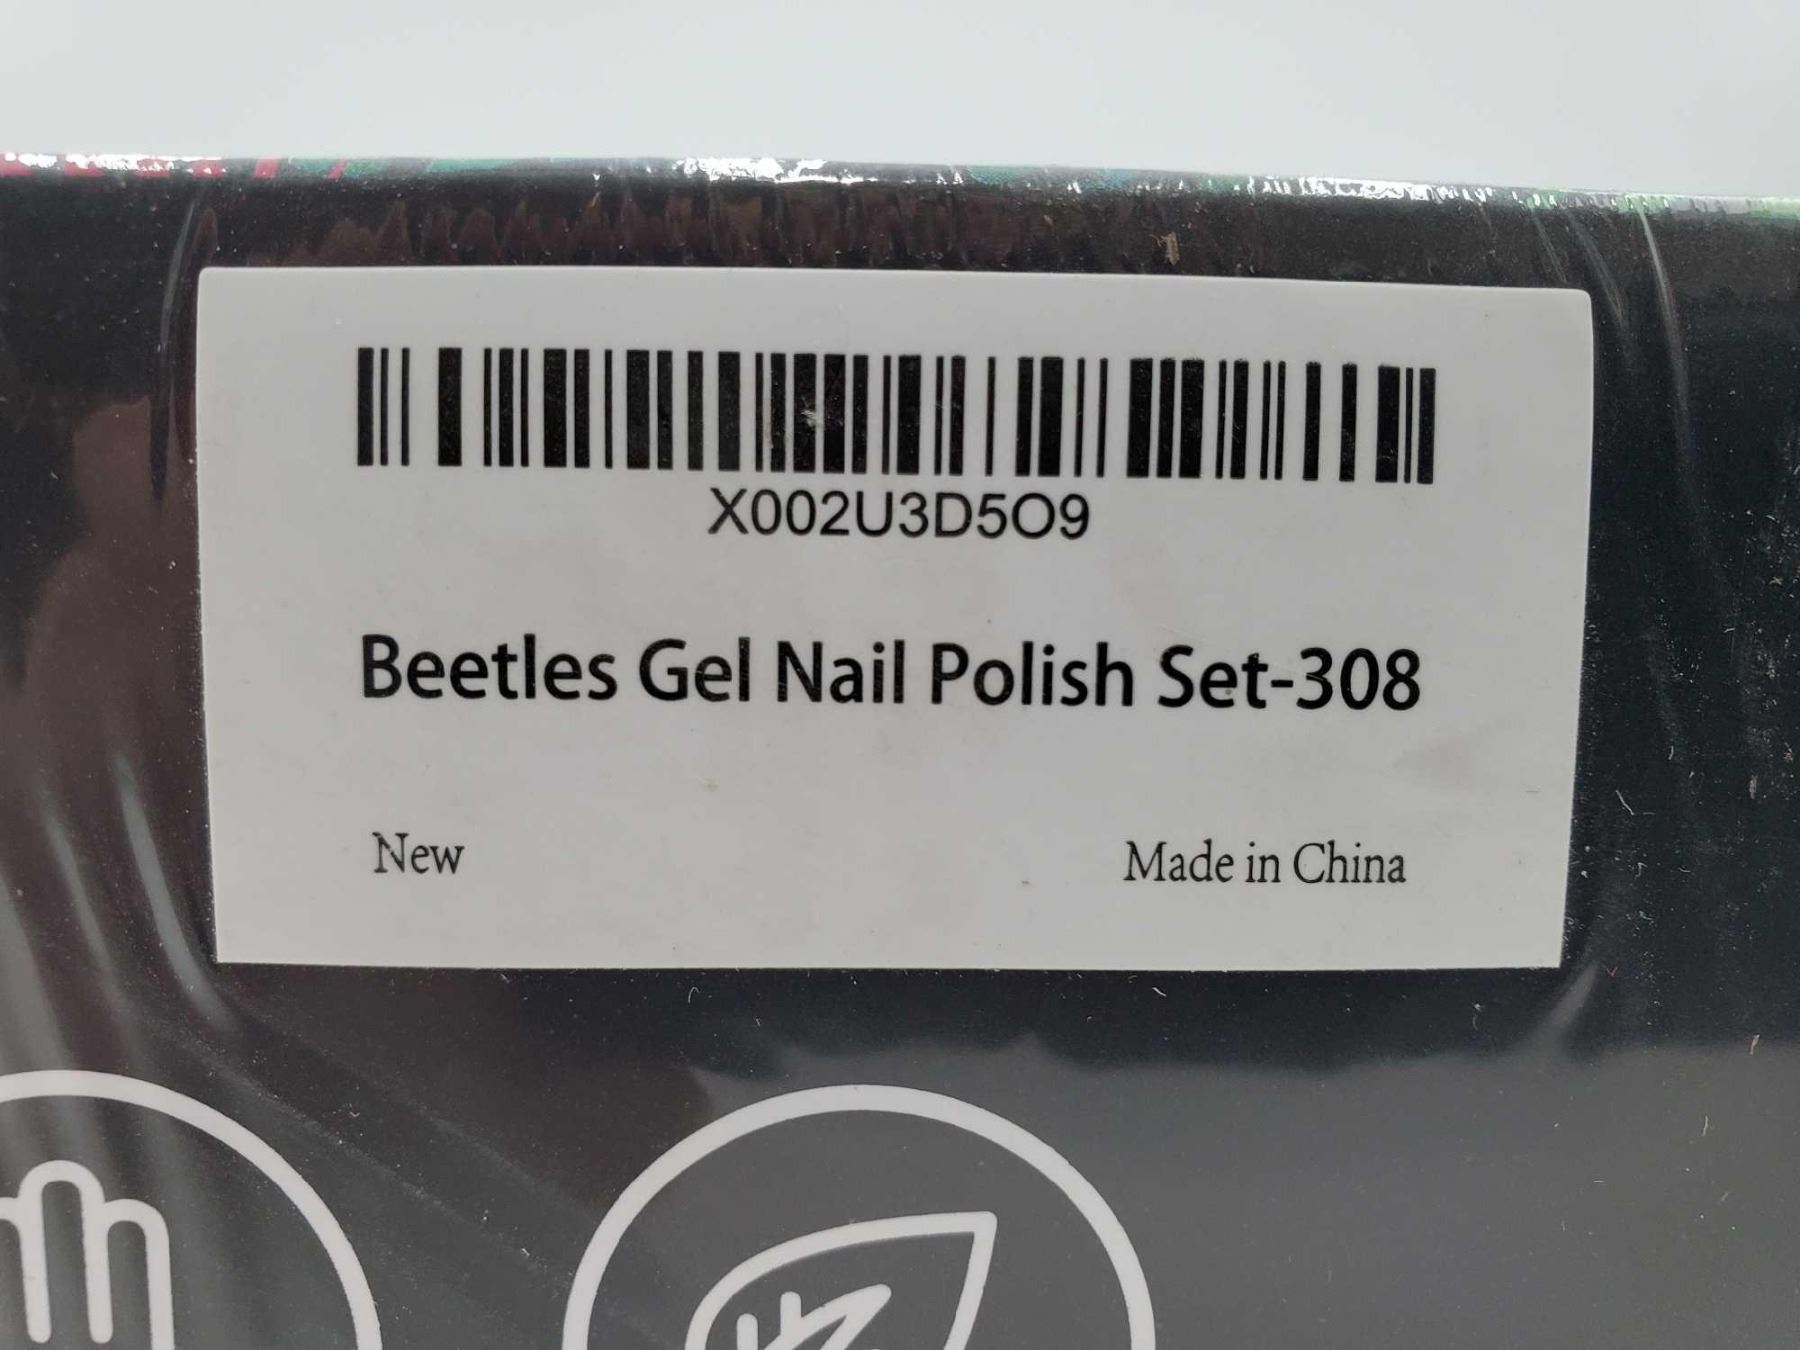 X002U3D5O9
Beetles Gel Nail Polish Set-308
New
Made in China